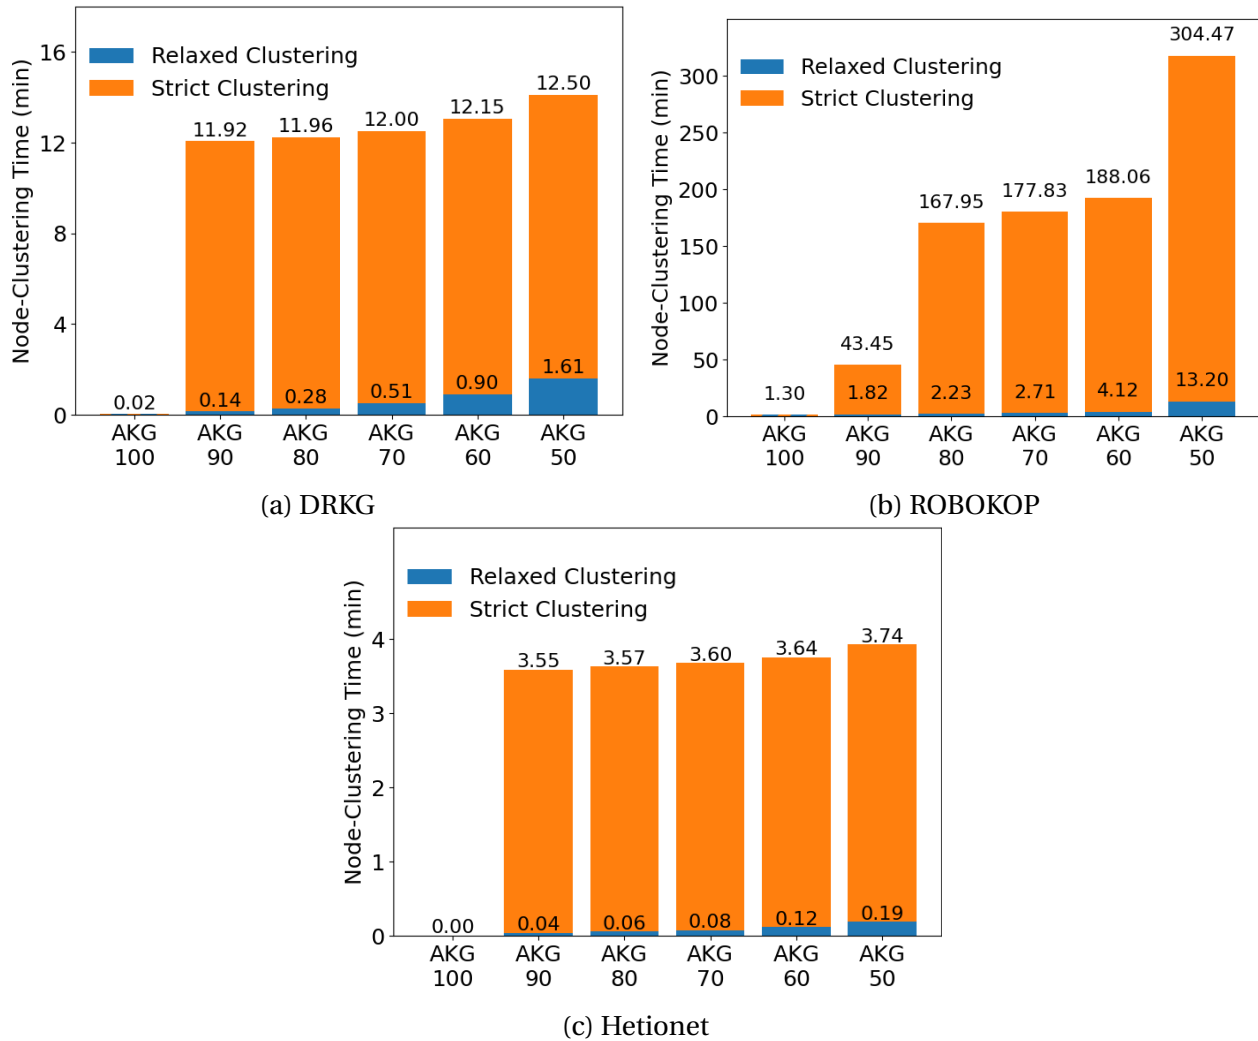 Node-Clustering Time (min)
16
12
8
4
0
Relaxed Clustering
Strict Clustering
0.02
11.92
0.14
11.96
0.28
12.00
0.51
12.15
0.90
12.50
1.61
AKG 100
AKG 90
AKG 80
AKG 70
AKG 60
AKG 50
(a) DRKG
Node-Clustering Time (min)
300
250
200
150
100
50
0
Relaxed Clustering
Strict Clustering
1.30
43.45
1.82
167.95
2.23
177.83
2.71
188.06
4.12
304.47
13.20
AKG 100
AKG 90
AKG 80
AKG 70
AKG 60
AKG 50
(b) ROBOKOP
Node-Clustering Time (min)
4
3
2
1
0
Relaxed Clustering
Strict Clustering
0.00
3.55
0.04
3.57
0.06
3.60
0.08
3.64
0.12
3.74
0.19
AKG 100
AKG 90
AKG 80
AKG 70
AKG 60
AKG 50
(c) Hetionet